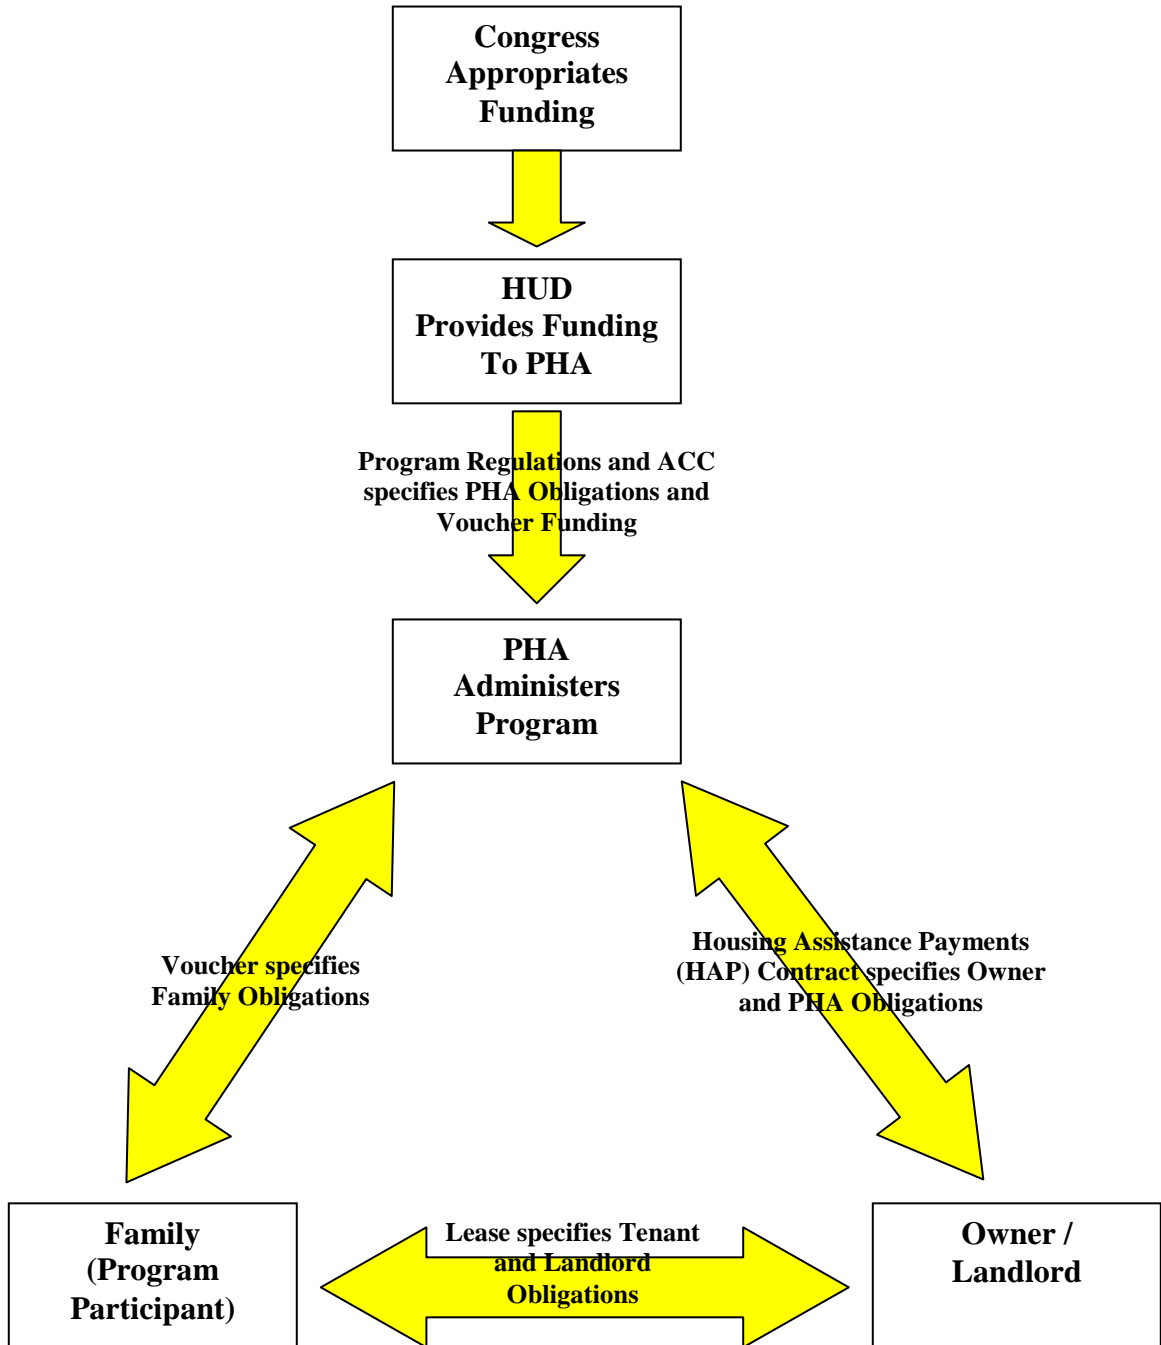 Congress
Appropriates
Funding
HUD
Provides Funding
To PHA
Program Regulations and ACC
specifies PHA Obligations and
Voucher Funding
PHA
Administers
Program
Voucher specifies
Family Obligations
Housing Assistance Payments
(HAP) Contract specifies Owner
and PHA Obligations
Family
(Program
Participant)
Lease specifies Tenant
and Landlord
Obligations
Owner /
Landlord